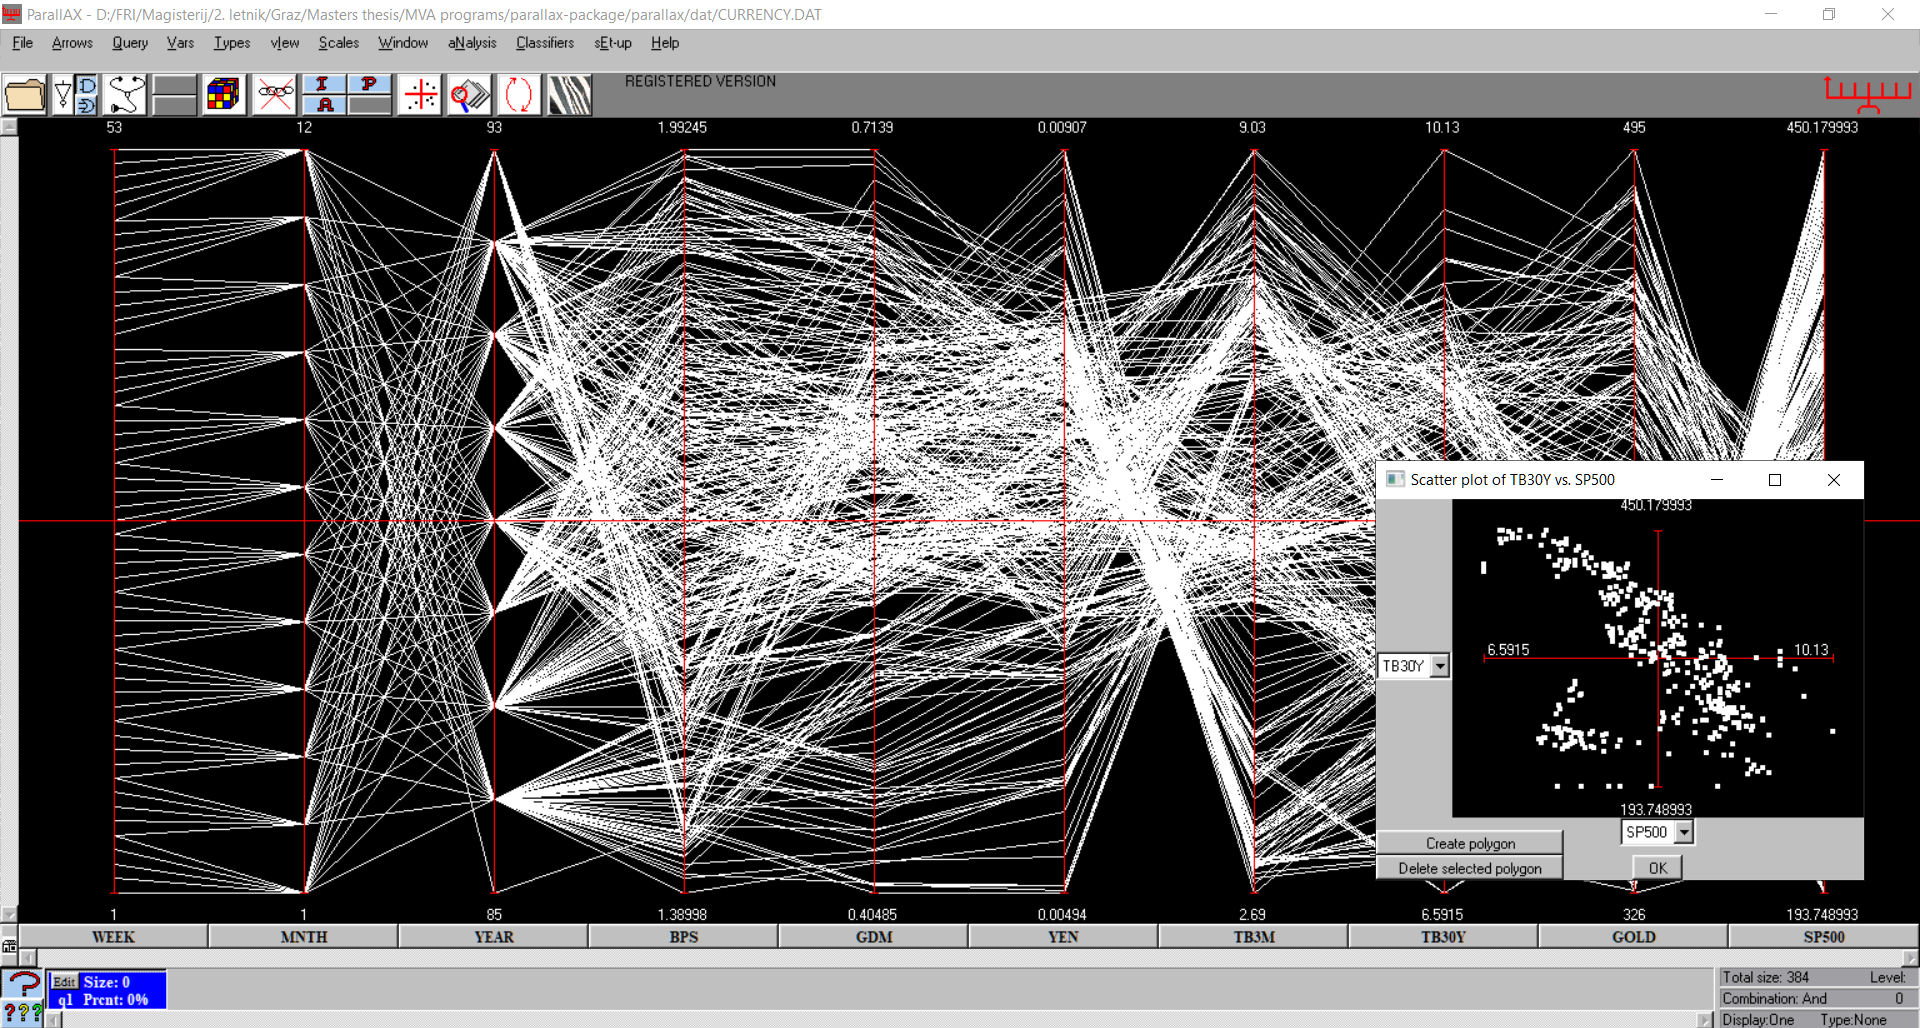 ParallAX - D:/FRI/Magisterij/2. letnik/Graz/Masters thesis/MVA programs/parallax-package/parallax/dat/CURRENCY.DAT
File Arrows Query Vars Types vIew Scales Window aNalysis Classifiers sEt-up Help
I P
A
REGISTERED VERSION
53 12 93 1.99245 0.7139 0.00907 9.03 10.13 495 450.179993
Scatter plot of TB30Y vs. SP500
450.179993
6.5915 10.13
TB30Y
193.748993
SP500
Create polygon
Delete selected polygon
OK
1 1 85 1.38998 0.40485 0.00494 2.69 6.5915 326 193.748993
WEEK MNTH YEAR BPS GDM YEN TB3M TB30Y GOLD SP500
? Edit Size: 0
q1 Prcnt: 0%
???
Total size: 384 Level:
Combination: And 0
Display:One Type:None